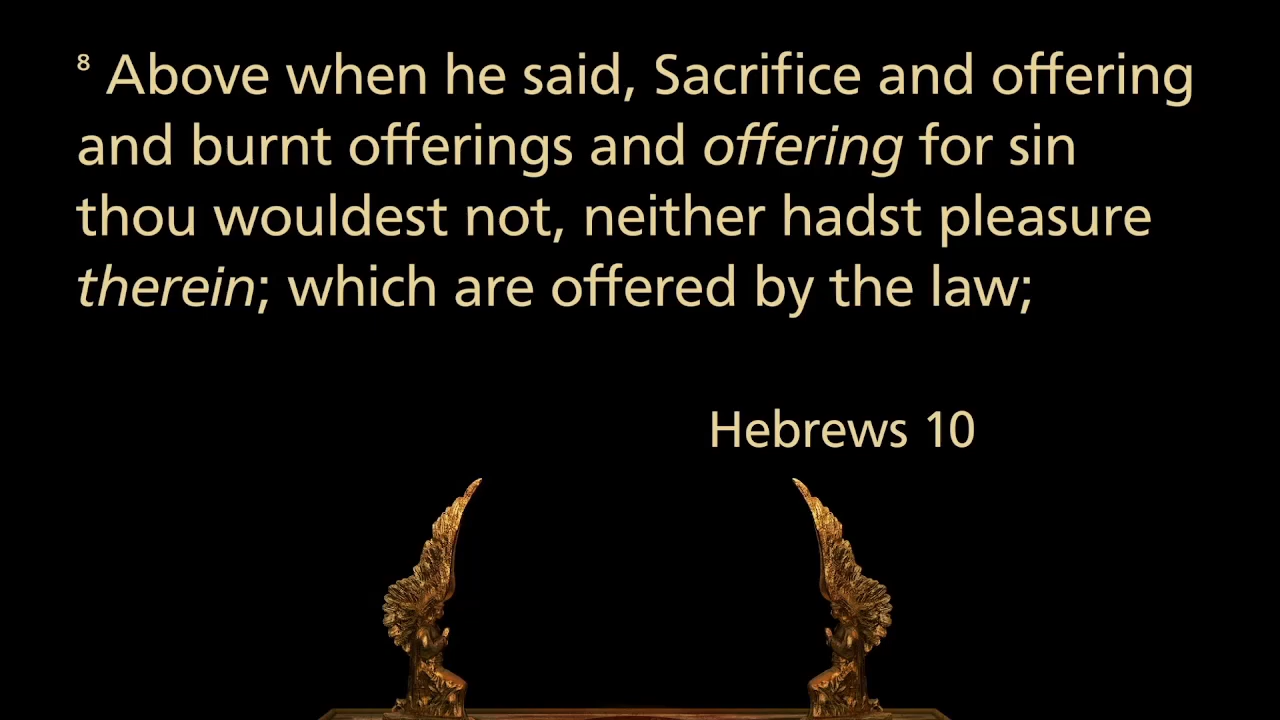 8 Above when he said, Sacrifice and offering
and burnt offerings and offering for sin
thou wouldest not, neither hadst pleasure
therein; which are offered by the law;
Hebrews 10